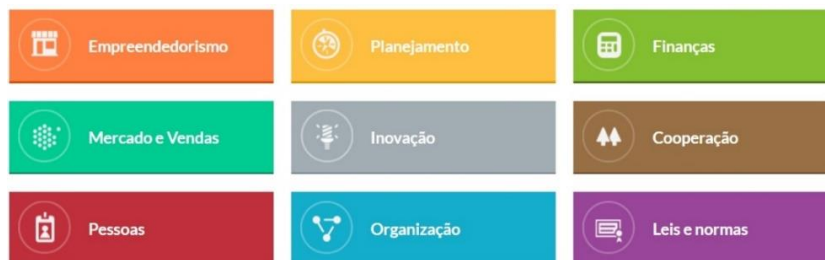 Empreendedorismo
Planejamento
Finanças
Mercado e Vendas
Inovação
Cooperação
Pessoas
Organização
Leis e normas